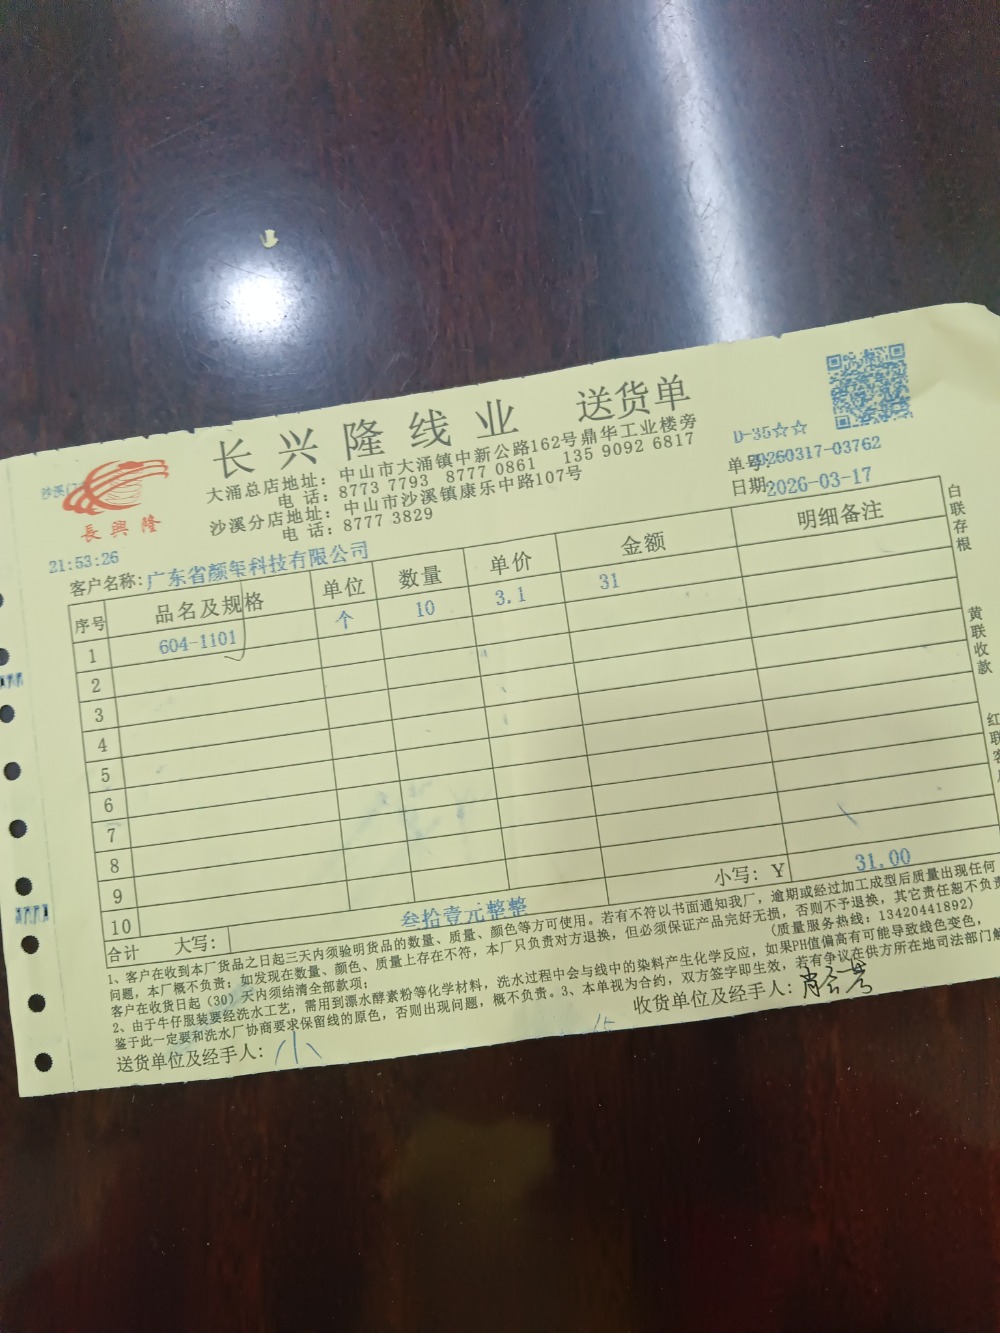 长兴隆线业 送货单
大涌总店地址：中山市大涌镇中新公路162号鼎华工业楼旁
电 话：8773 7793 8777 0861 135 9092 6817
沙溪分店地址：中山市沙溪镇康乐中路107号
电 话：8777 3829
長興隆
D-35☆☆
单号：20260317-03762
日期：2026-03-17
21:53:26
客户名称：广东省颜玺科技有限公司
序号 品名及规格 单位 数量 单价 金额 明细备注
1 604-1101 个 10 3.1 31
2
3
4
5
6
7
8
9
10
合计 大写：叁拾壹元整整 小写：Y 31.00
1、客户在收到本厂货品之日起三天内须验明货品的数量、质量、颜色等方可使用。若有不符以书面通知我厂，逾期或经过加工成型后质量出现任何
问题，本厂概不负责；如发现在数量、颜色、质量上存在不符，本厂只负责对方退换，但必须保证产品完好无损，否则不予退换，其它责任恕不负责
客户在收货日起（30）天内须结清全部款项； （质量服务热线：13420441892）
2、由于牛仔服装要经洗水工艺，需用到漂水酵素粉等化学材料，洗水过程中会与线中的染料产生化学反应，如果PH值偏高有可能导致线色变色，
鉴于此一定要和洗水厂协商要求保留线的原色，否则出现问题，概不负责。3、本单视为合约，双方签字即生效，若有争议在供方所在地司法部门解
送货单位及经手人：小
收货单位及经手人：
白联存根
黄联收款
红联客